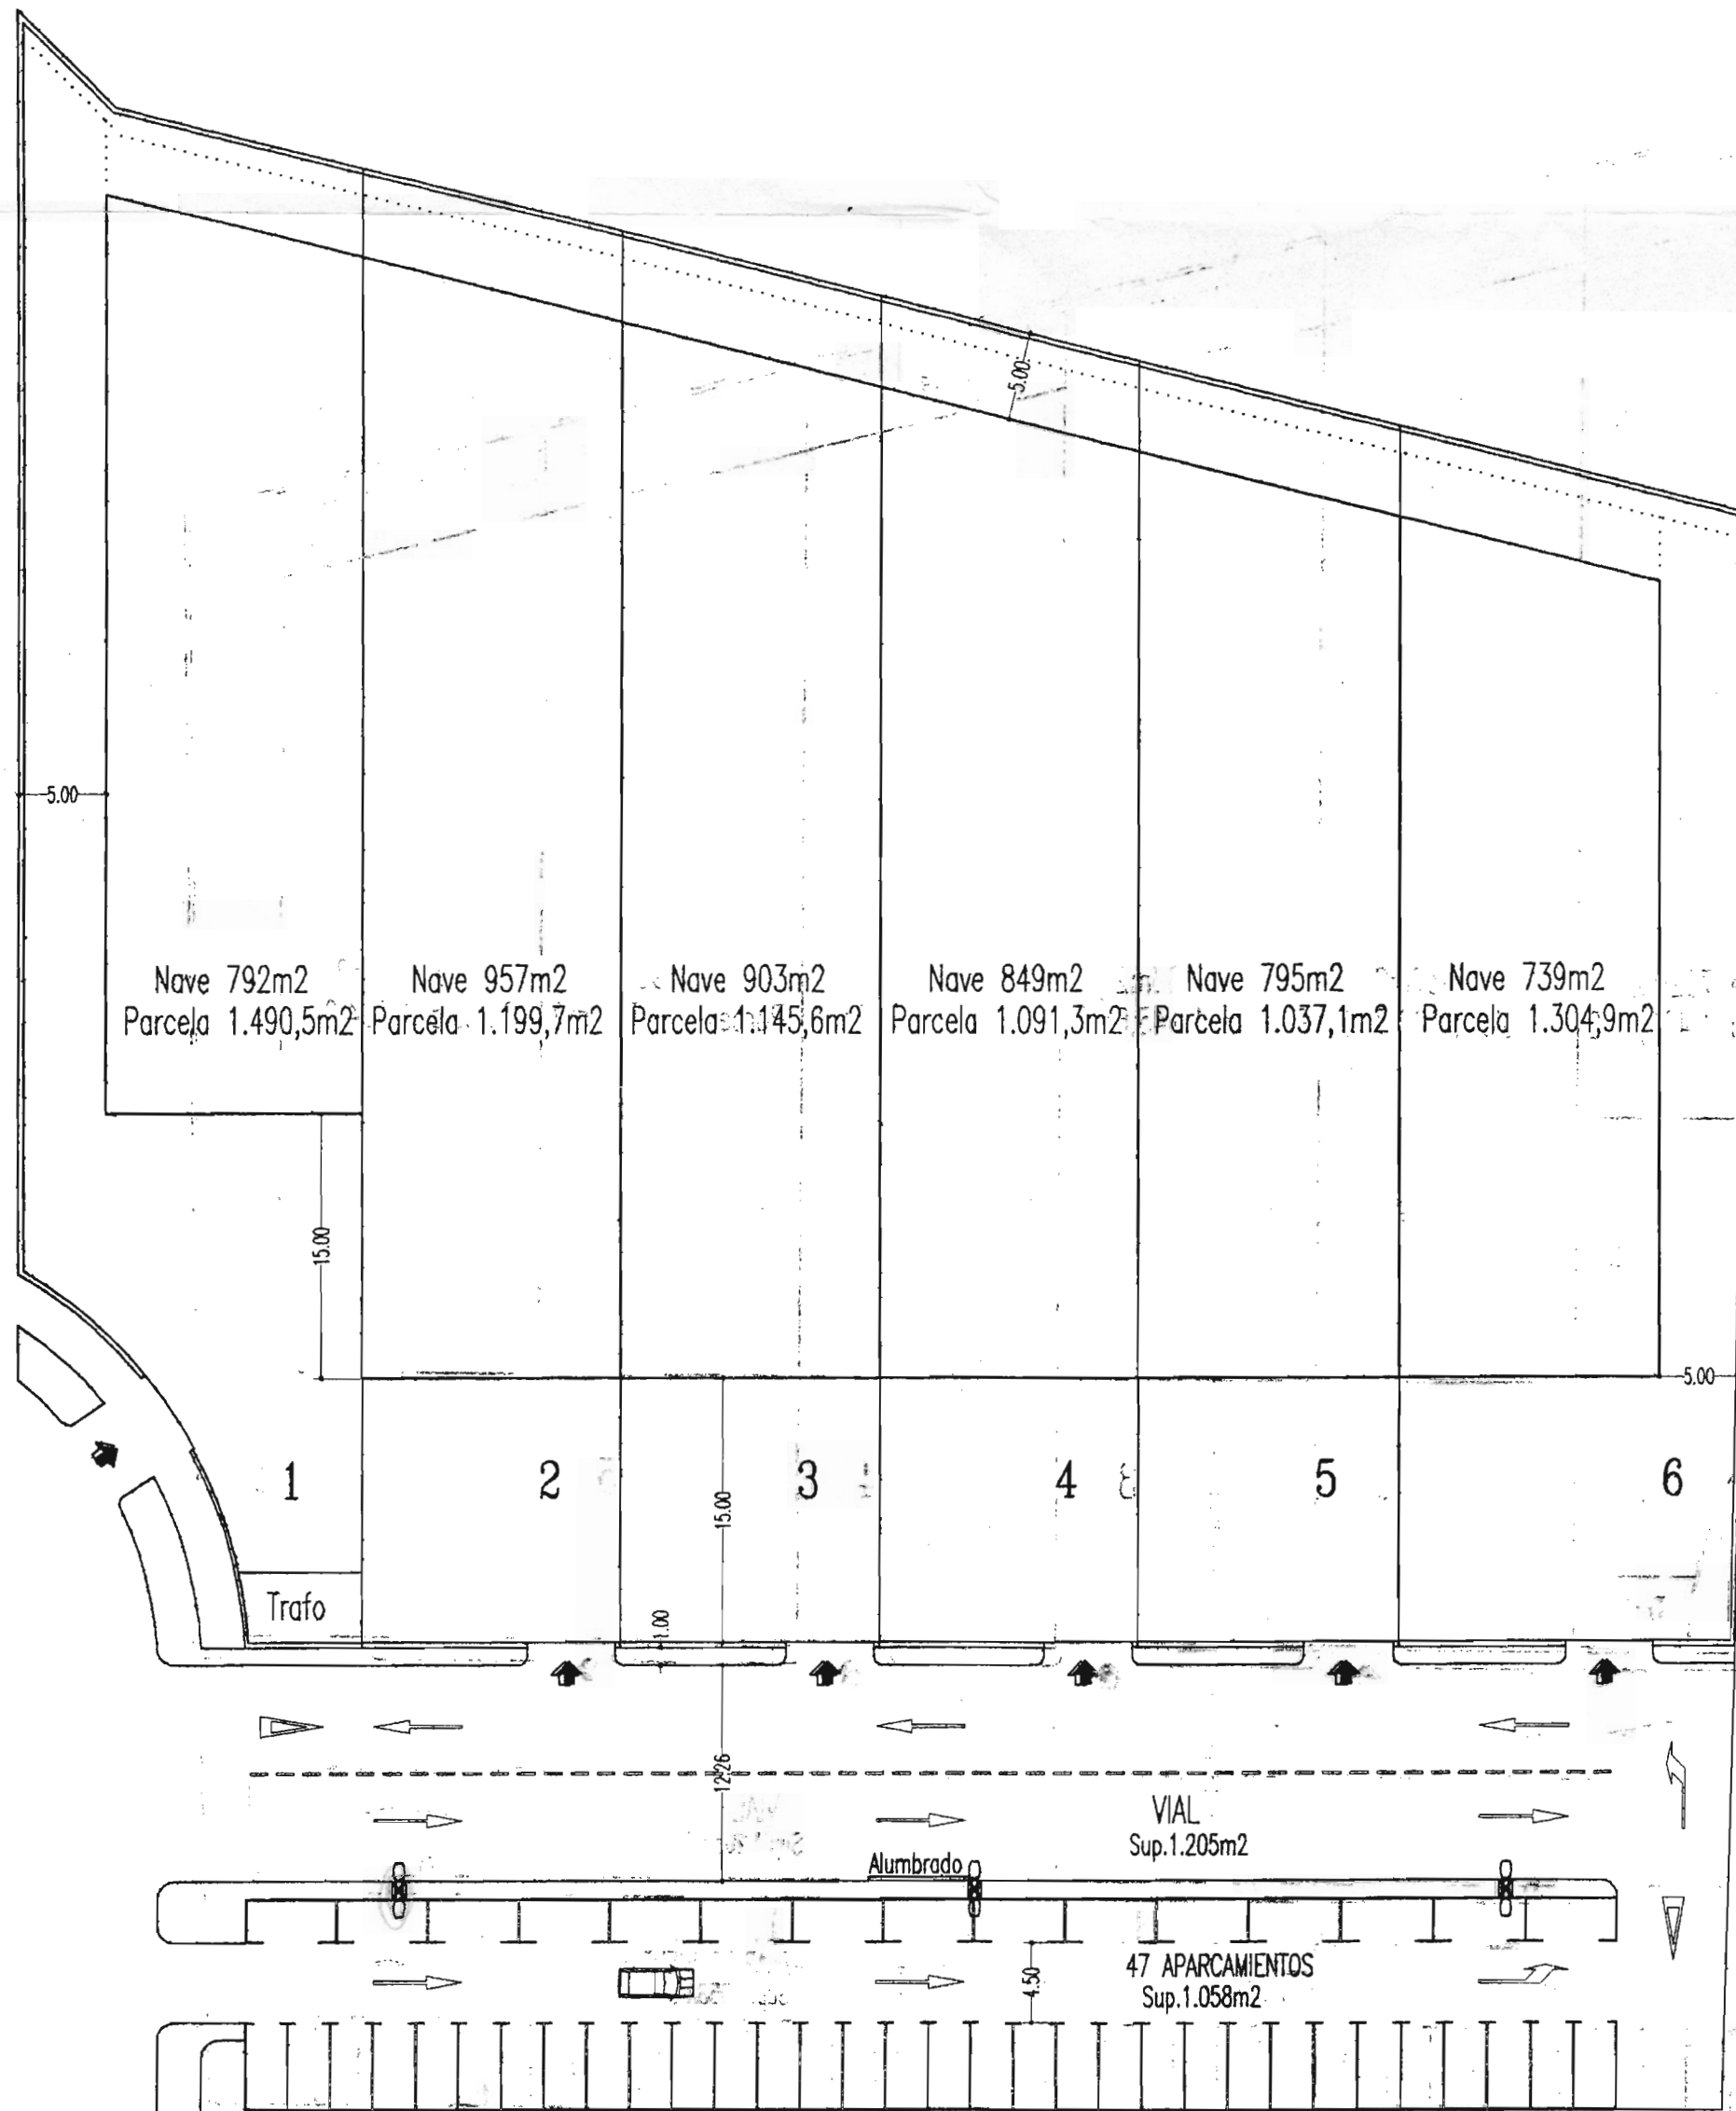 5.00
5.00
Nave 792m2
Parcela 1.490,5m2
Nave 957m2
Parcela 1.199,7m2
Nave 903m2
Parcela 1.145,6m2
Nave 849m2
Parcela 1.091,3m2
Nave 795m2
Parcela 1.037,1m2
Nave 739m2
Parcela 1.304,9m2
15.00
5.00
1
2
3
4
5
6
15.00
Trafo
1.00
12.26
VIAL
Sup.1.205m2
Alumbrado
47 APARCAMIENTOS
Sup.1.058m2
4.50